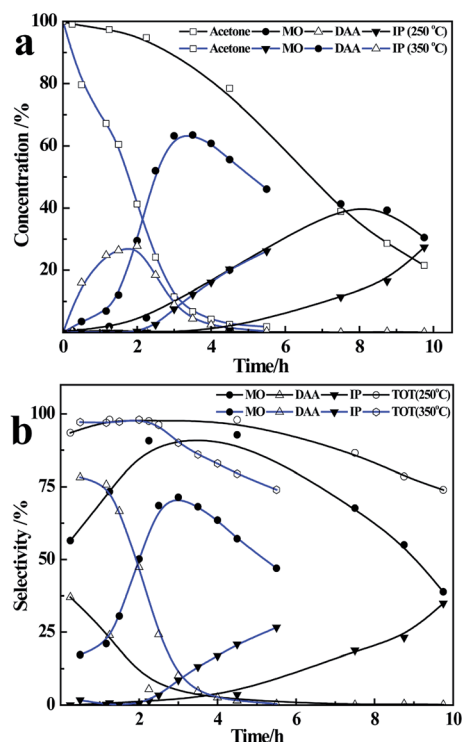 a
Acetone MO DAA IP (250 °C)
Acetone MO DAA IP (350 °C)
100
80
60
40
20
Concentration /%
0 2 4 6 8 10
Time/h
b
MO DAA IP TOT(250°C)
MO DAA IP TOT(350°C)
100
75
50
25
0
Selectivity /%
0 2 4 6 8 10
Time/h